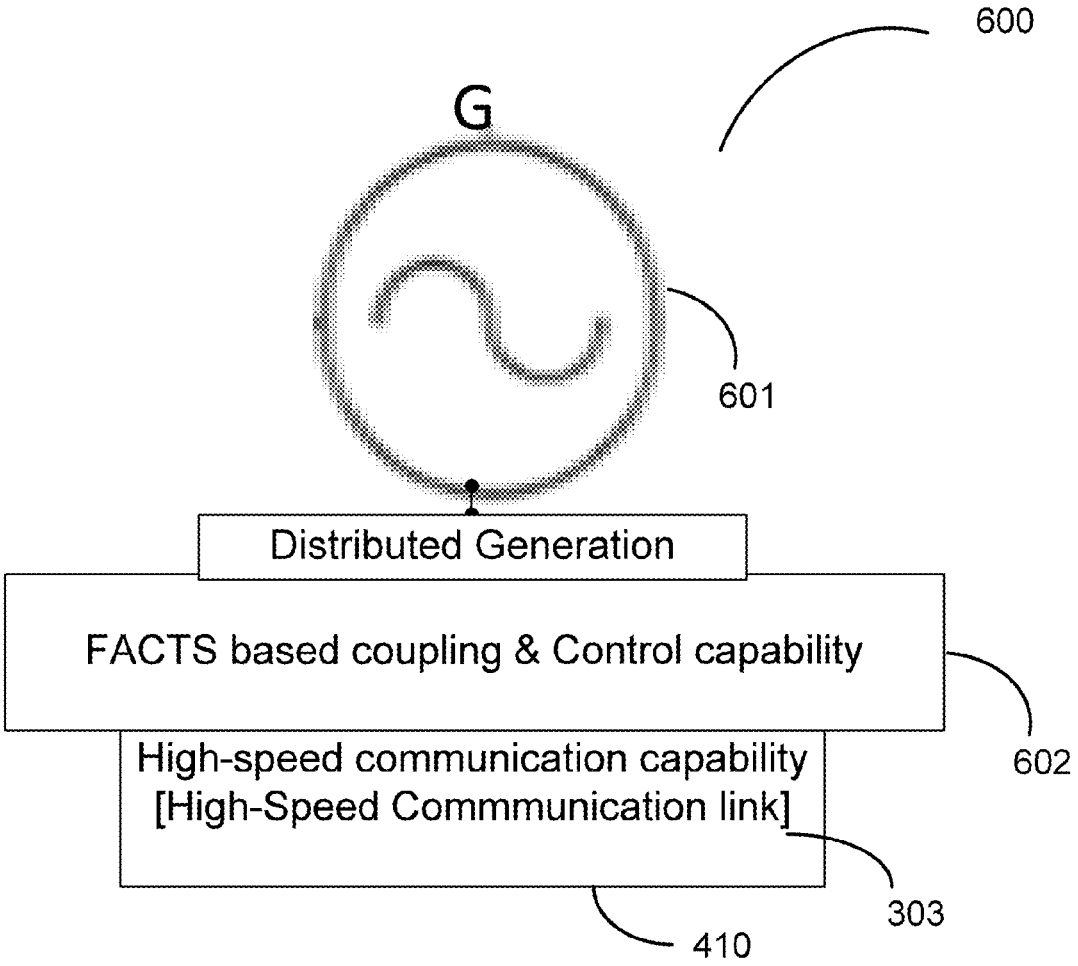 600
G
601
Distributed Generation
FACTS based coupling & Control capability
602
High-speed communication capability
[High-Speed Commmunication link]
303
410